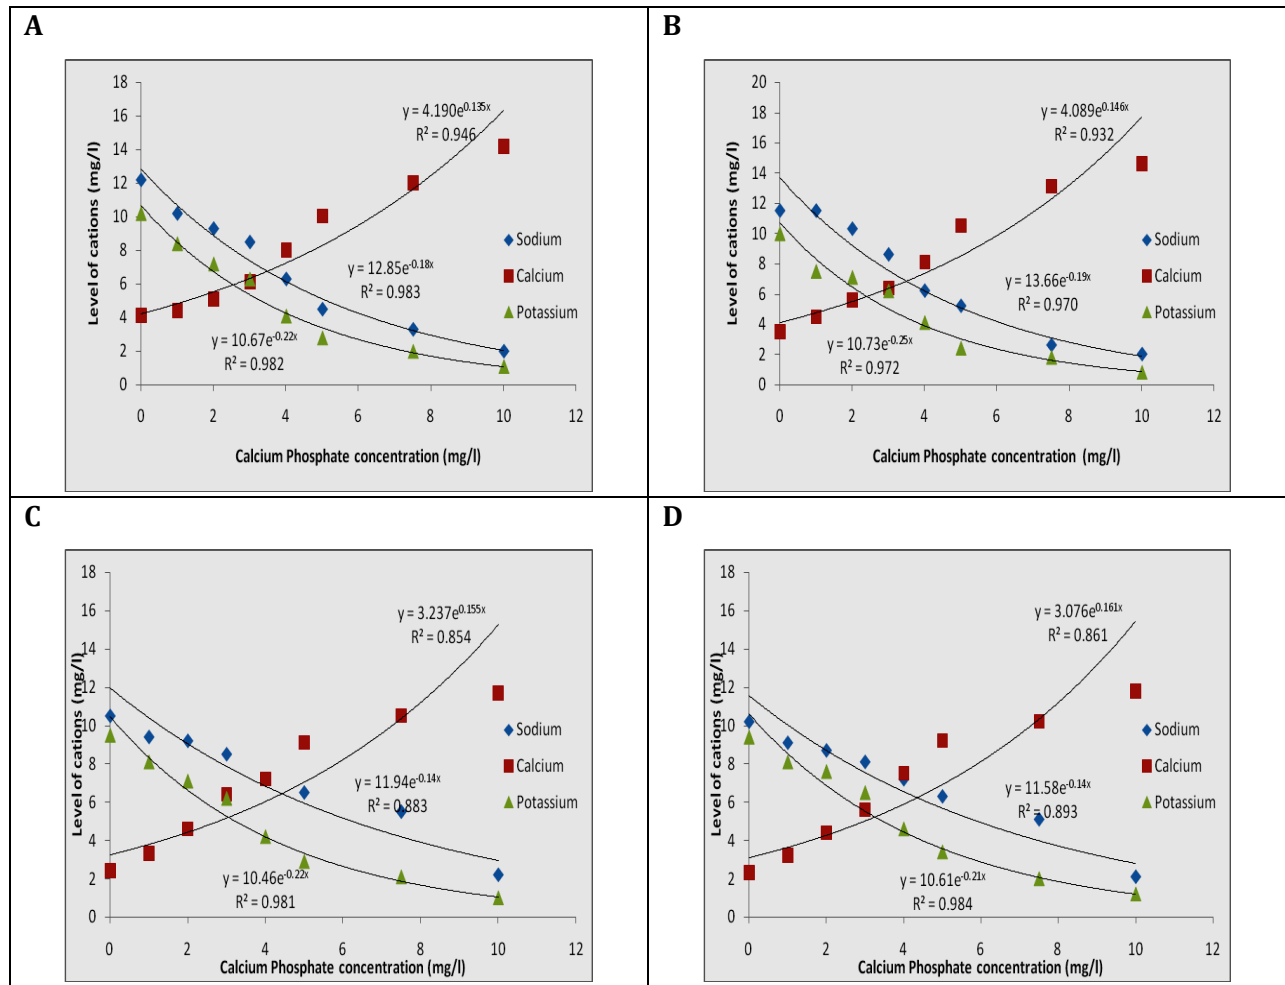 A
Level of cations (mg/l)
18
16
14
12
10
8
6
4
2
0
y = 4.190e^0.135x
R² = 0.946
y = 12.85e^-0.18x
R² = 0.983
y = 10.67e^-0.22x
R² = 0.982
Sodium
Calcium
Potassium
0 2 4 6 8 10 12
Calcium Phosphate concentration (mg/l)
B
Level of cations (mg/l)
20
18
16
14
12
10
8
6
4
2
0
y = 4.089e^0.146x
R² = 0.932
y = 13.66e^-0.19x
R² = 0.970
y = 10.73e^-0.25x
R² = 0.972
Sodium
Calcium
Potassium
0 2 4 6 8 10 12
Calcium Phosphate concentration (mg/l)
C
Level of cations (mg/l)
18
16
14
12
10
8
6
4
2
0
y = 3.237e^0.155x
R² = 0.854
y = 11.94e^-0.14x
R² = 0.883
y = 10.46e^-0.22x
R² = 0.981
Sodium
Calcium
Potassium
0 2 4 6 8 10 12
Calcium Phosphate concentration (mg/l)
D
Level of cations (mg/l)
18
16
14
12
10
8
6
4
2
0
y = 3.076e^0.161x
R² = 0.861
y = 11.58e^-0.14x
R² = 0.893
y = 10.61e^-0.21x
R² = 0.984
Sodium
Calcium
Potassium
0 2 4 6 8 10 12
Calcium Phosphate concentration (mg/l)